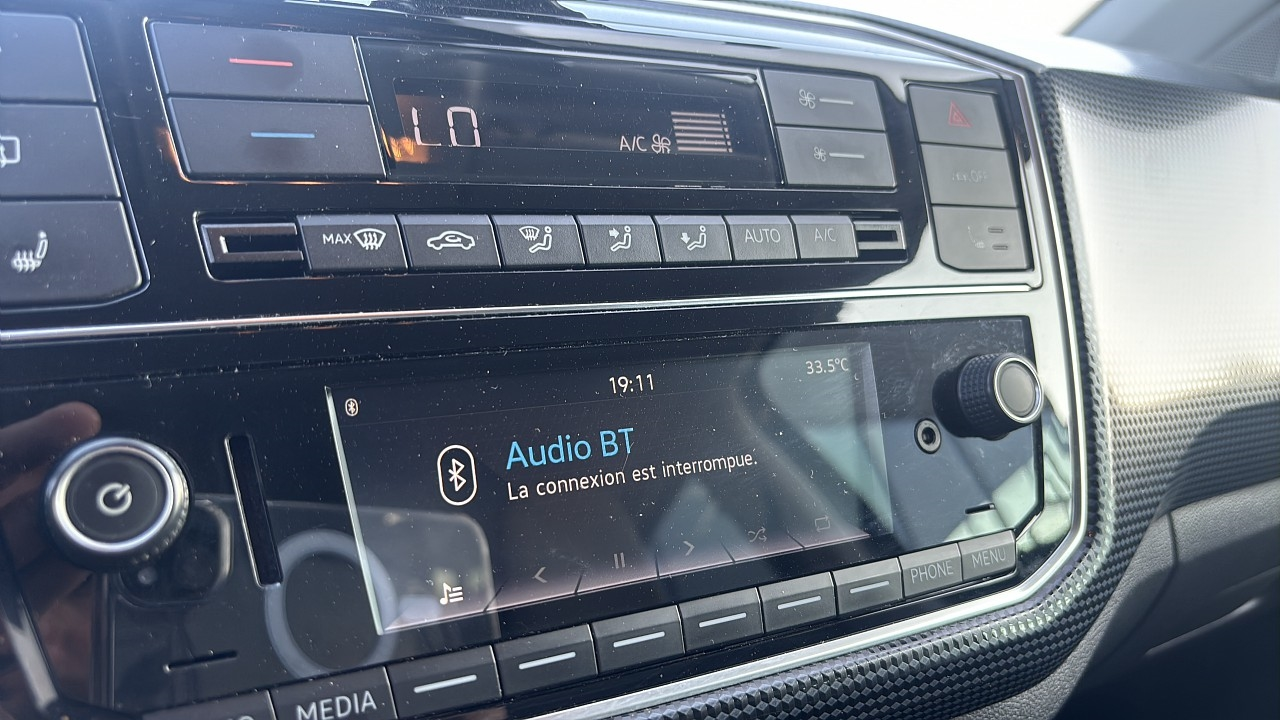 LO
A/C
MAX
AUTO
A/C
19:11
33.5°C
Audio BT
La connexion est interrompue.
PHONE
MENU
MEDIA